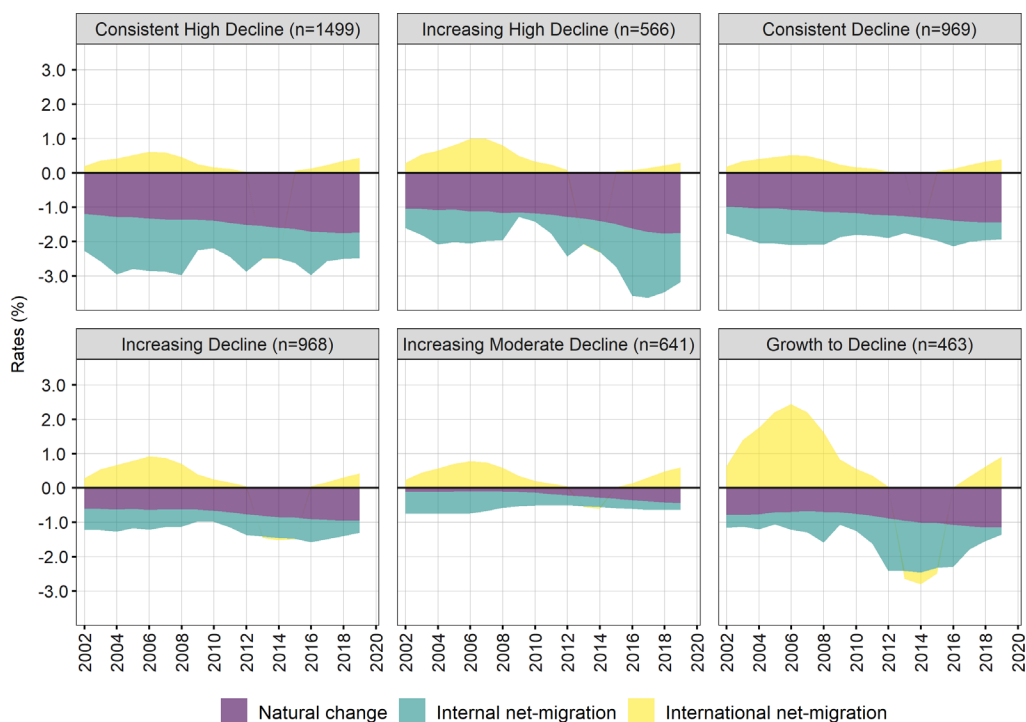 Consistent High Decline (n=1499)
Increasing High Decline (n=566)
Consistent Decline (n=969)
3.0
2.0
1.0
0.0
-1.0
-2.0
-3.0
Increasing Decline (n=968)
Increasing Moderate Decline (n=641)
Growth to Decline (n=463)
Rates (%)
3.0
2.0
1.0
0.0
-1.0
-2.0
-3.0
2002 2004 2006 2008 2010 2012 2014 2016 2018 2020
2002 2004 2006 2008 2010 2012 2014 2016 2018 2020
2002 2004 2006 2008 2010 2012 2014 2016 2018 2020
Natural change Internal net-migration International net-migration